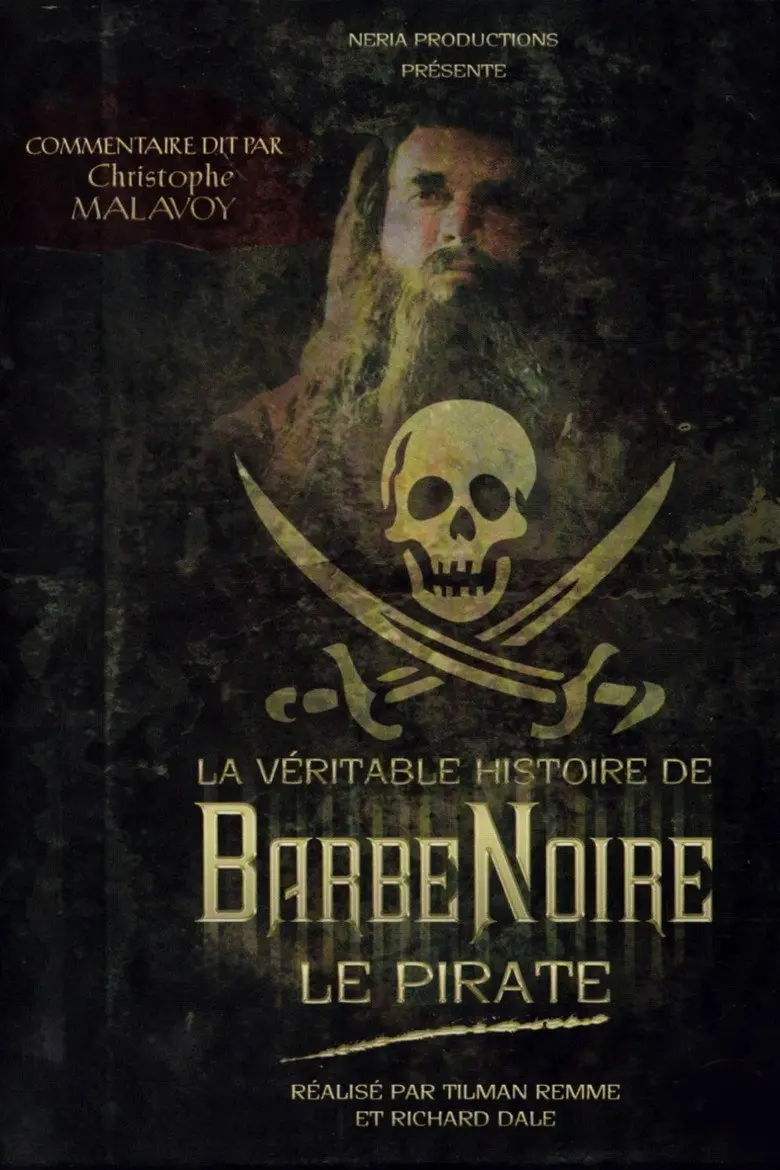 NERIA PRODUCTIONS
PRÉSENTE
COMMENTAIRE DIT PAR
Christophe
MALAVOY
LA VÉRITABLE HISTOIRE DE
BARBENOIRE
LE PIRATE
RÉALISÉ PAR TILMAN REMME
ET RICHARD DALE